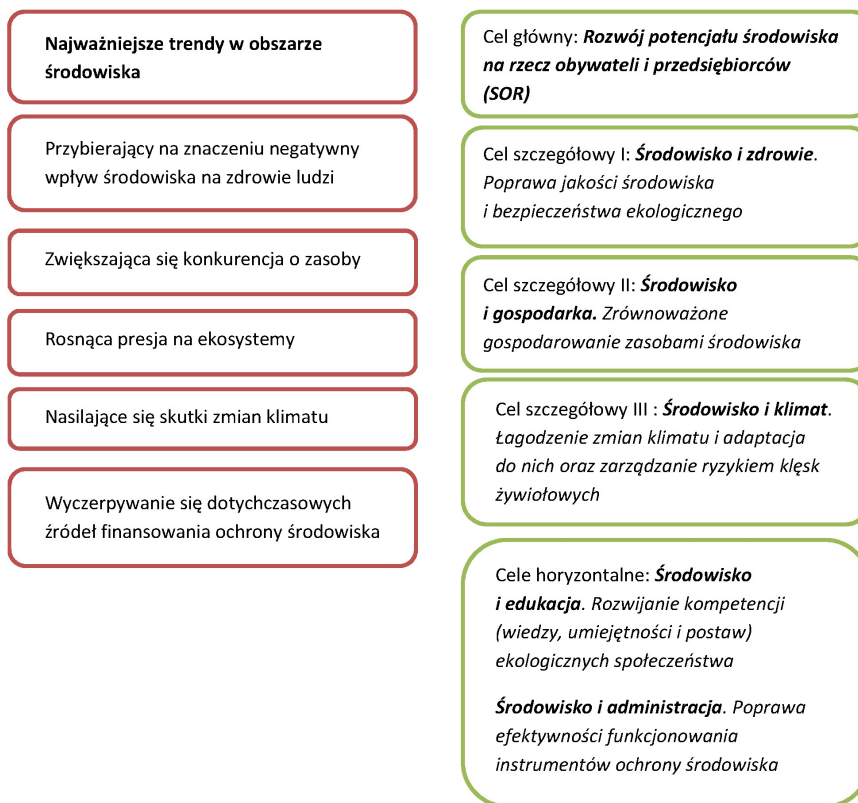 Najważniejsze trendy w obszarze
środowiska
Przybierający na znaczeniu negatywny
wpływ środowiska na zdrowie ludzi
Zwiększająca się konkurencja o zasoby
Rosnąca presja na ekosystemy
Nasilające się skutki zmian klimatu
Wyczerpywanie się dotychczasowych
źródeł finansowania ochrony środowiska
Cel główny: Rozwój potencjału środowiska
na rzecz obywateli i przedsiębiorców
(SOR)
Cel szczegółowy I: Środowisko i zdrowie.
Poprawa jakości środowiska
i bezpieczeństwa ekologicznego
Cel szczegółowy II: Środowisko
i gospodarka. Zrównoważone
gospodarowanie zasobami środowiska
Cel szczegółowy III : Środowisko i klimat.
Łagodzenie zmian klimatu i adaptacja
do nich oraz zarządzanie ryzykiem klęsk
żywiołowych
Cele horyzontalne: Środowisko
i edukacja. Rozwijanie kompetencji
(wiedzy, umiejętności i postaw)
ekologicznych społeczeństwa
Środowisko i administracja. Poprawa
efektywności funkcjonowania
instrumentów ochrony środowiska